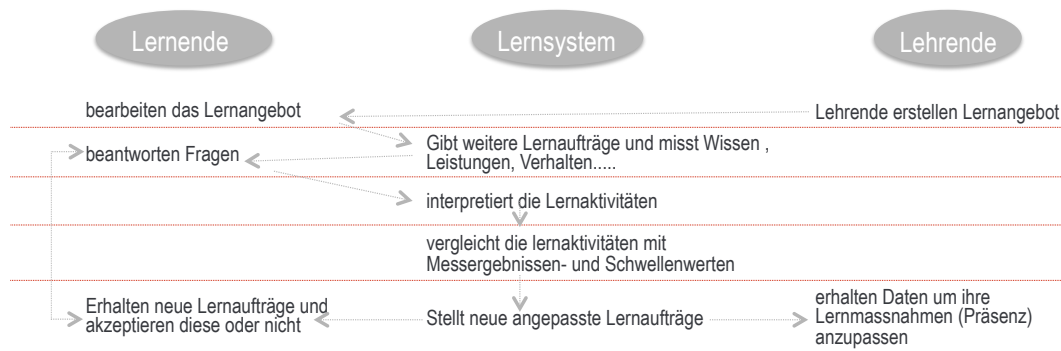 Lernende
Lernsystem
Lehrende
bearbeiten das Lernangebot
Lehrende erstellen Lernangebot
beantworten Fragen
Gibt weitere Lernaufträge und misst Wissen ,
Leistungen, Verhalten.....
interpretiert die Lernaktivitäten
vergleicht die lernaktivitäten mit
Messergebnissen- und Schwellenwerten
Erhalten neue Lernaufträge und
akzeptieren diese oder nicht
Stellt neue angepasste Lernaufträge
erhalten Daten um ihre
Lernmassnahmen (Präsenz)
anzupassen